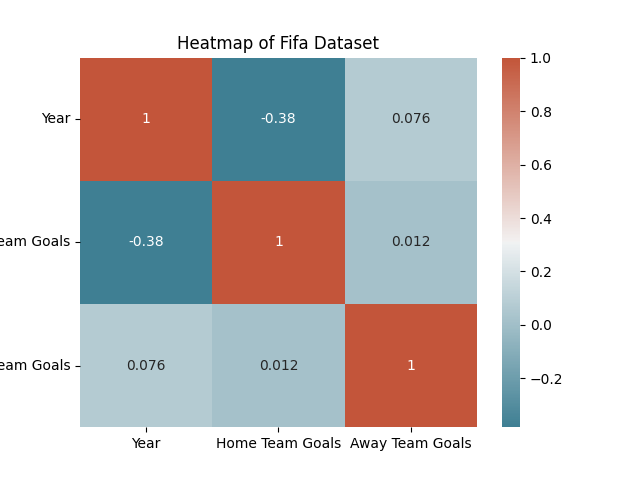 Heatmap of Fifa Dataset
Year
1
-0.38
0.076
eam Goals
-0.38
1
0.012
eam Goals
0.076
0.012
1
Year
Home Team Goals
Away Team Goals
1.0
0.8
0.6
0.4
0.2
0.0
−0.2